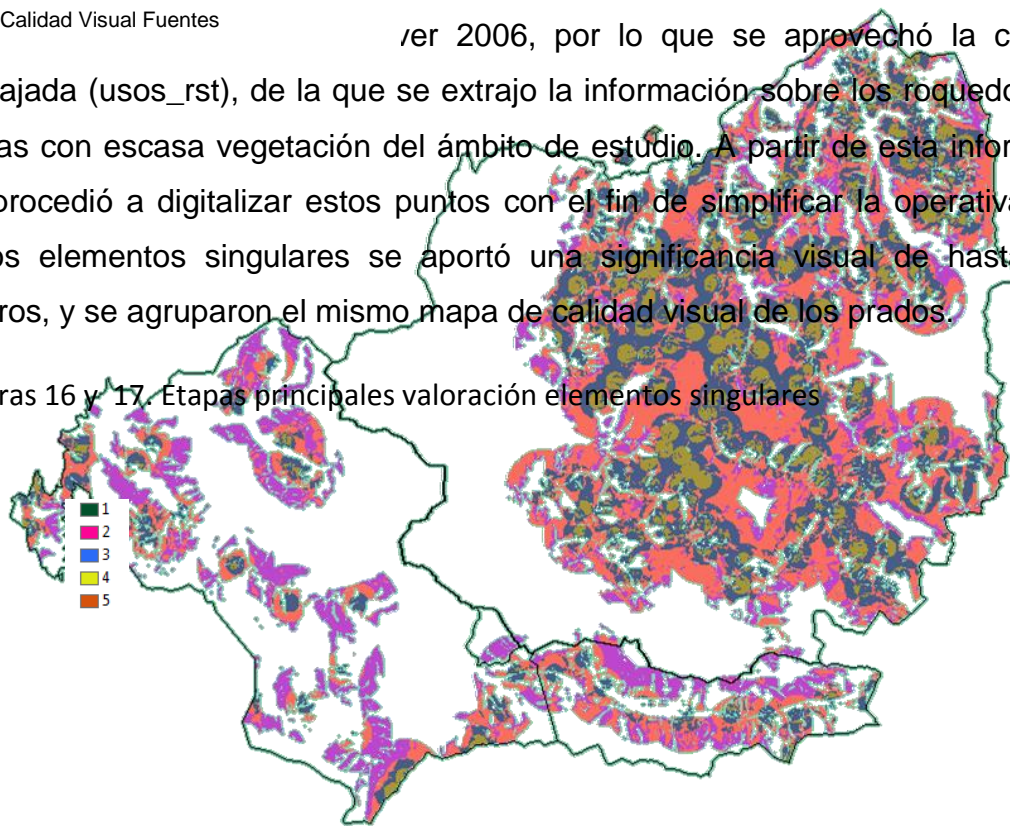 Calidad Visual Fuentes
ver 2006, por lo que se aprovechó la c
ajada (usos_rst), de la que se extrajo la información sobre los roquedo
as con escasa vegetación del ámbito de estudio. A partir de esta infor
procedió a digitalizar estos puntos con el fin de simplificar la operativa
os elementos singulares se aportó una significancia visual de hast
ros, y se agruparon el mismo mapa de calidad visual de los prados.
ras 16 y 17. Etapas principales valoración elementos singulares
1
2
3
4
5